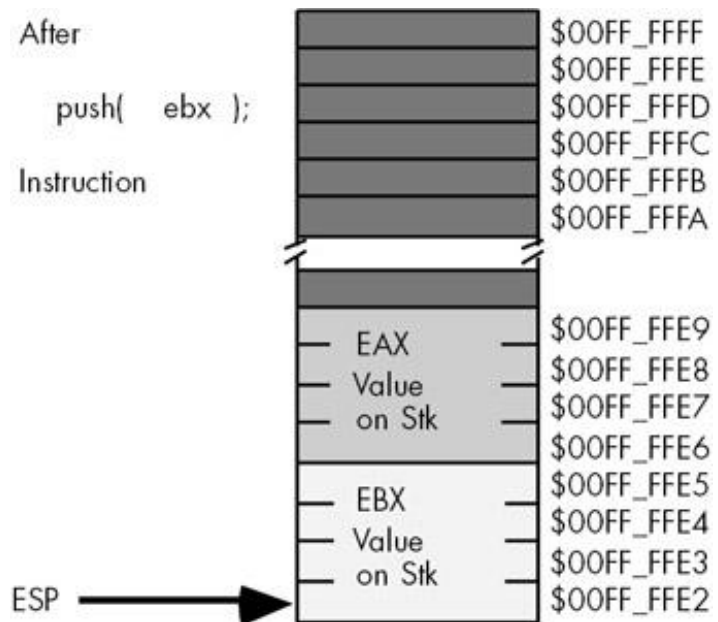 After
$00FF_FFFF
$00FF_FFFE
push( ebx );
$00FF_FFFD
$00FF_FFFC
Instruction
$00FF_FFFB
$00FF_FFFA
EAX
Value
on Stk
$00FF_FFE9
$00FF_FFE8
$00FF_FFE7
$00FF_FFE6
EBX
Value
on Stk
$00FF_FFE5
$00FF_FFE4
$00FF_FFE3
$00FF_FFE2
ESP